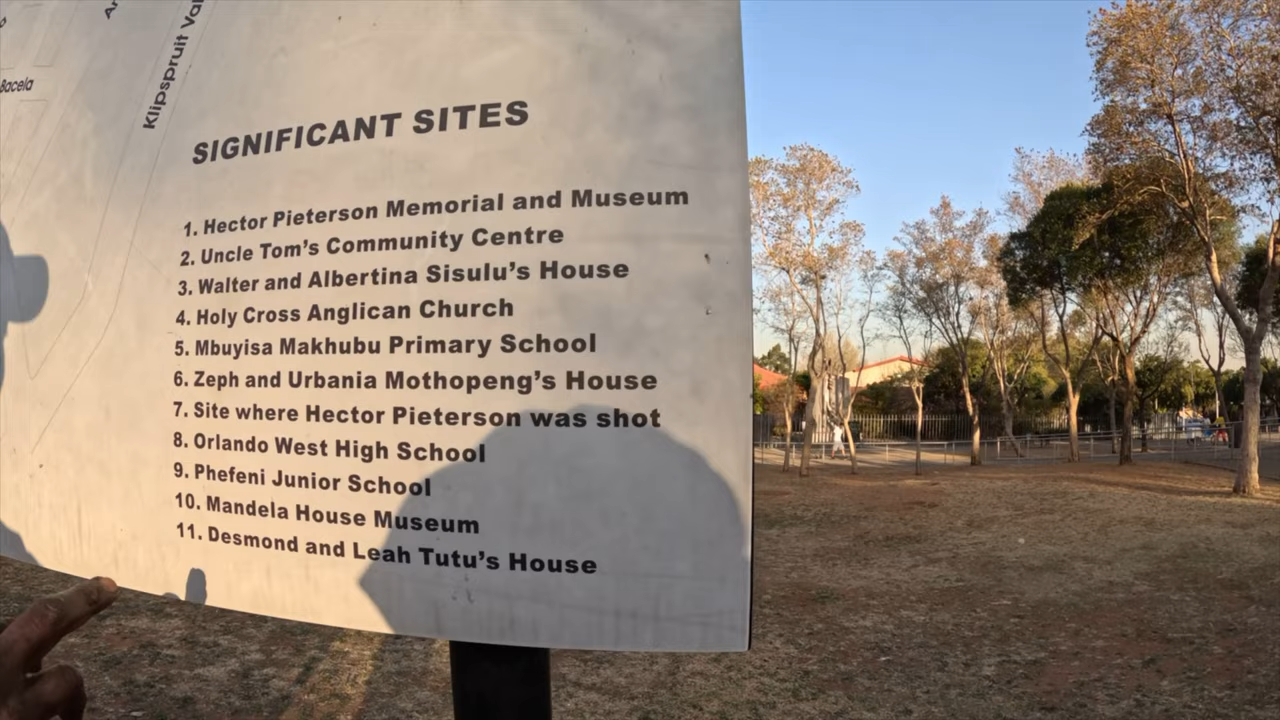 Klipspruit
Bacela
SIGNIFICANT SITES
1. Hector Pieterson Memorial and Museum
2. Uncle Tom's Community Centre
3. Walter and Albertina Sisulu's House
4. Holy Cross Anglican Church
5. Mbuyisa Makhubu Primary School
6. Zeph and Urbania Mothopeng's House
7. Site where Hector Pieterson was shot
8. Orlando West High School
9. Phefeni Junior School
10. Mandela House Museum
11. Desmond and Leah Tutu's House